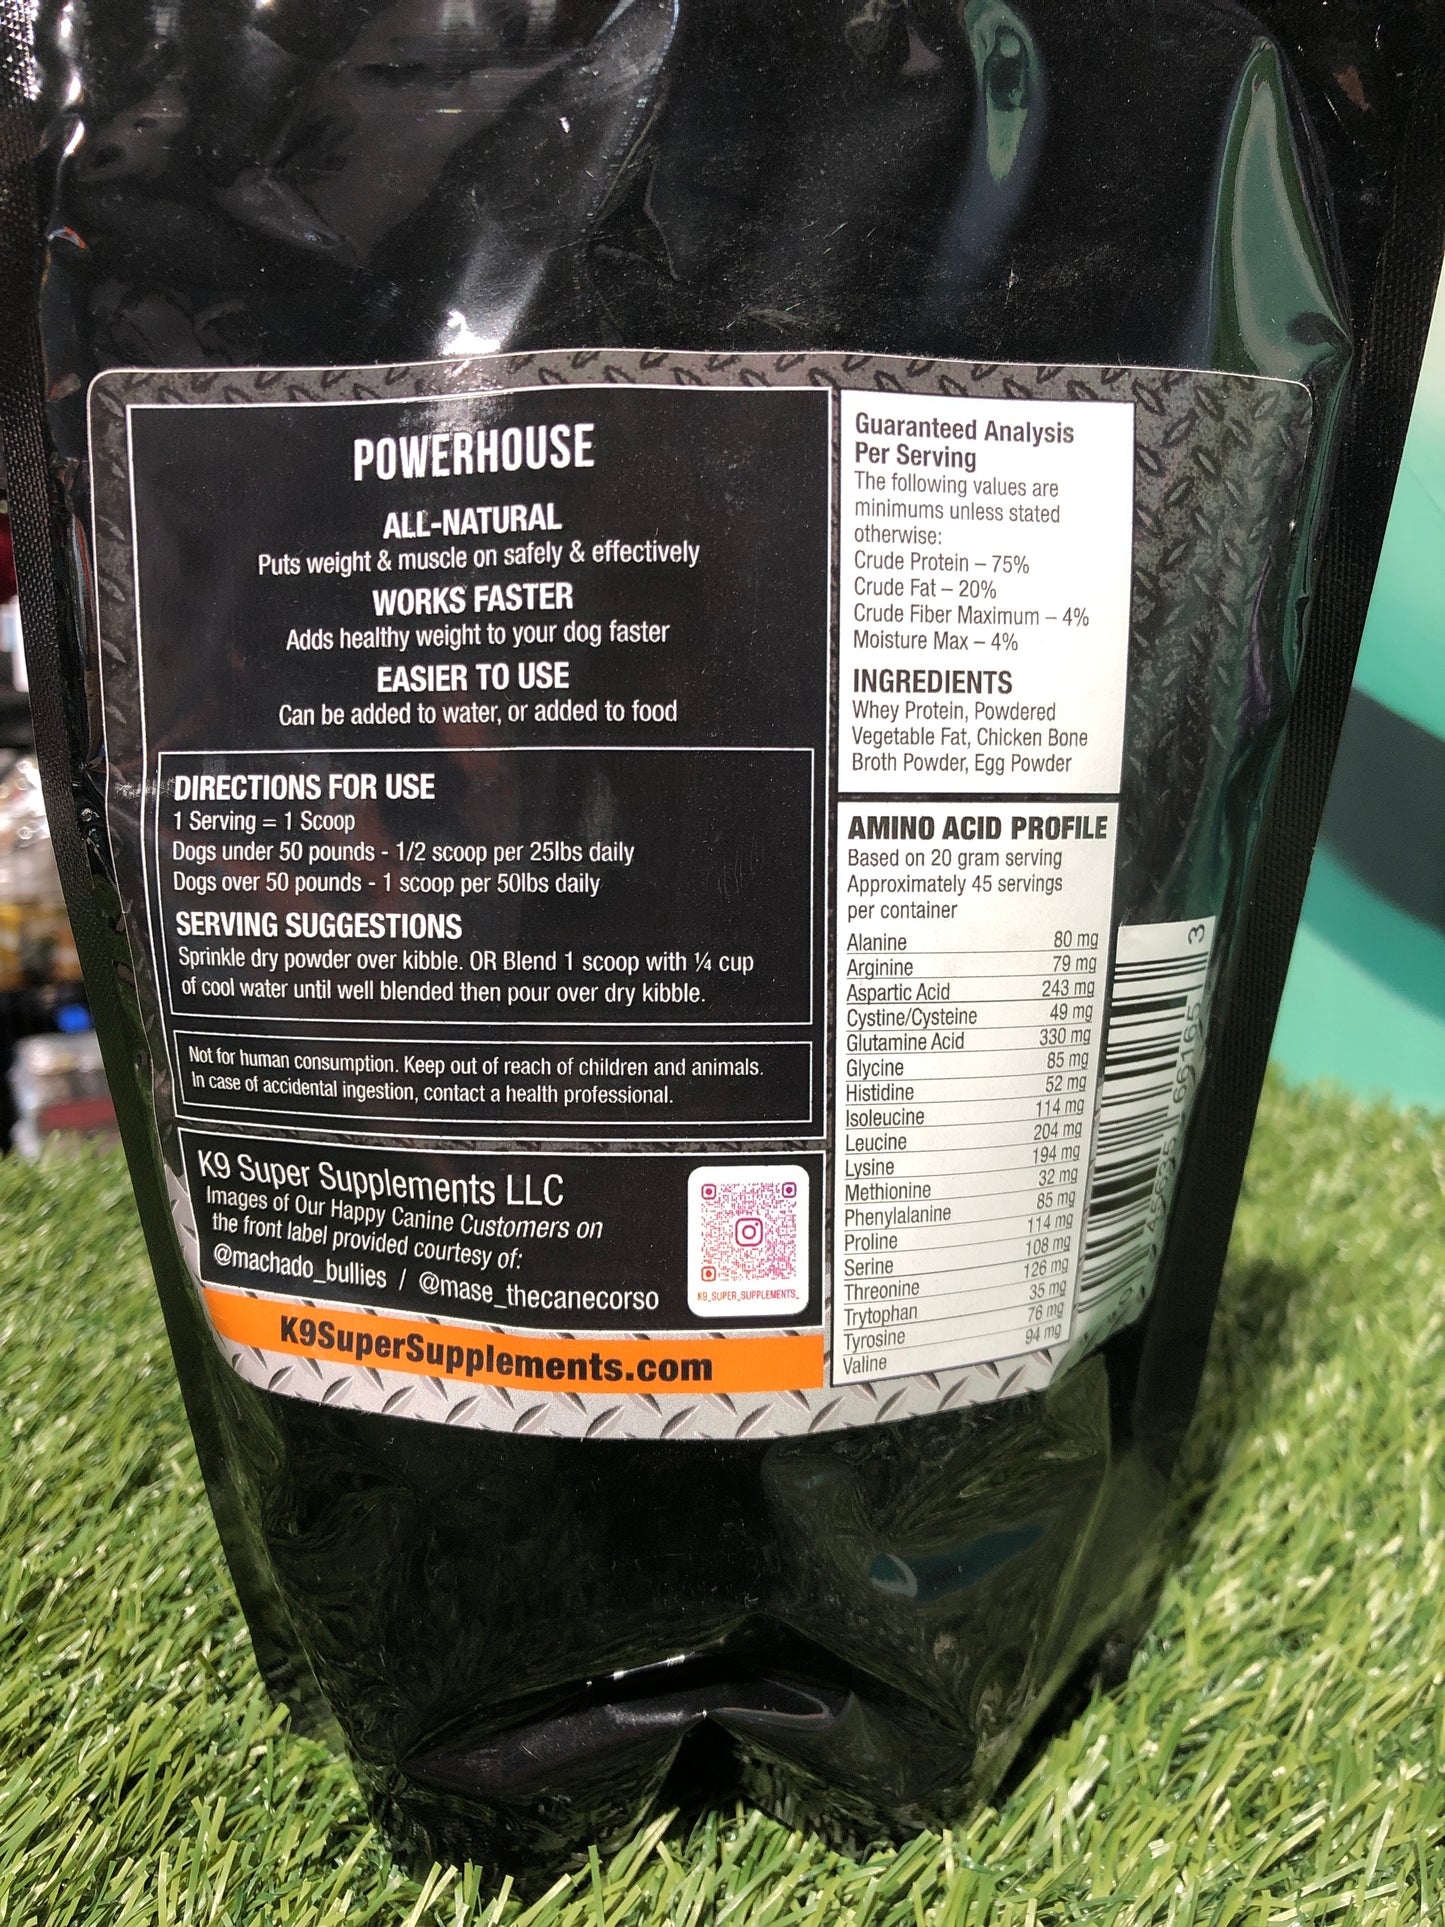 POWERHOUSE
ALL-NATURAL
Puts weight & muscle on safely & effectively
WORKS FASTER
Adds healthy weight to your dog faster
EASIER TO USE
Can be added to water, or added to food
DIRECTIONS FOR USE
1 Serving = 1 Scoop
Dogs under 50 pounds - 1/2 scoop per 25lbs daily
Dogs over 50 pounds - 1 scoop per 50lbs daily
SERVING SUGGESTIONS
Sprinkle dry powder over kibble. OR Blend 1 scoop with ¼ cup
of cool water until well blended then pour over dry kibble.
Not for human consumption. Keep out of reach of children and animals.
In case of accidental ingestion, contact a health professional.
K9 Super Supplements LLC
Images of Our Happy Canine Customers on
the front label provided courtesy of:
@machado_bullies / @mase_thecanecorso
K9_SUPER_SUPPLEMENTS_
K9SuperSupplements.com
Guaranteed Analysis
Per Serving
The following values are
minimums unless stated
otherwise:
Crude Protein – 75%
Crude Fat – 20%
Crude Fiber Maximum – 4%
Moisture Max – 4%
INGREDIENTS
Whey Protein, Powdered
Vegetable Fat, Chicken Bone
Broth Powder, Egg Powder
AMINO ACID PROFILE
Based on 20 gram serving
Approximately 45 servings
per container
Alanine 80 mg
Arginine 79 mg
Aspartic Acid 243 mg
Cystine/Cysteine 49 mg
Glutamine Acid 330 mg
Glycine 85 mg
Histidine 52 mg
Isoleucine 114 mg
Leucine 204 mg
Lysine 194 mg
Methionine 32 mg
Phenylalanine 85 mg
Proline 114 mg
Serine 108 mg
Threonine 126 mg
Trytophan 35 mg
Tyrosine 76 mg
Valine 94 mg